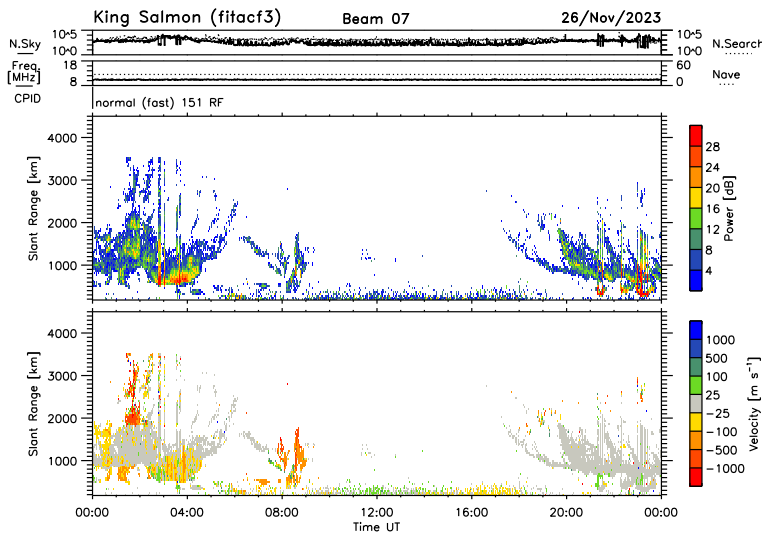 King Salmon (fitacf3) Beam 07 26/Nov/2023
N.Sky 10+5 10+0 10+5 10+0 N.Search
Freq. [MHz] 18 8 60 0 Nave
CPID normal (fast) 151 RF
Slant Range [km] 4000 3000 2000 1000
Power [dB] 28 24 20 16 12 8 4
Slant Range [km] 4000 3000 2000 1000
Velocity [m s-1] 1000 500 100 25 -25 -100 -500 -1000
00:00 04:00 08:00 12:00 16:00 20:00 00:00
Time UT